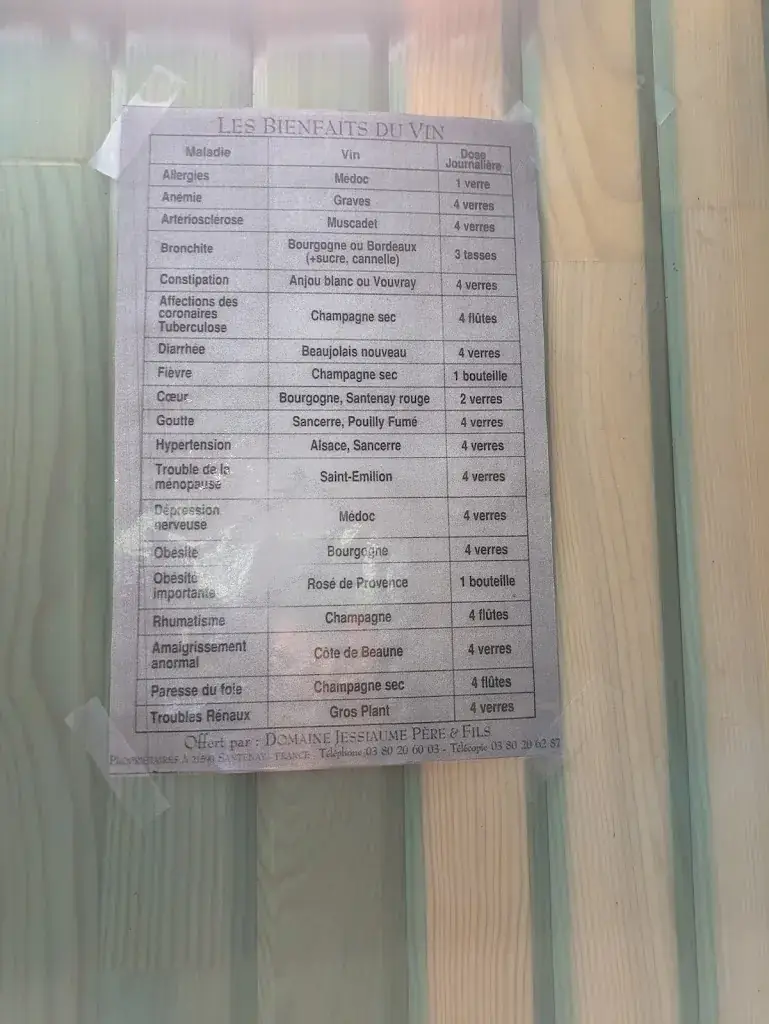 LES BIENFAITS DU VIN
Maladie Vin Dose
Journalière
Allergies Médoc 1 verre
Anémie Graves 4 verres
Artériosclérose Muscadet 4 verres
Bronchite Bourgogne ou Bordeaux
(+sucre, cannelle) 3 tasses
Constipation Anjou blanc ou Vouvray 4 verres
Affections des
coronaires
Tuberculose Champagne sec 4 flûtes
Diarrhée Beaujolais nouveau 4 verres
Fièvre Champagne sec 1 bouteille
Cœur Bourgogne, Santenay rouge 2 verres
Goutte Sancerre, Pouilly Fumé 4 verres
Hypertension Alsace, Sancerre 4 verres
Trouble de la
ménopause Saint-Emilion 4 verres
Dépression
nerveuse Médoc 4 verres
Obésité Bourgogne 4 verres
Obésité
importante Rosé de Provence 1 bouteille
Rhumatisme Champagne 4 flûtes
Amaigrissement
anormal Côte de Beaune 4 verres
Paresse du foie Champagne sec 4 flûtes
Troubles Rénaux Gros Plant 4 verres
Offert par : DOMAINE JESSIAUME PÈRE & FILS
PROPRIÉTAIRES À 21590 SANTENAY - FRANCE Téléphone 03 80 20 60 03 - Télécopie 03 80 20 62 87